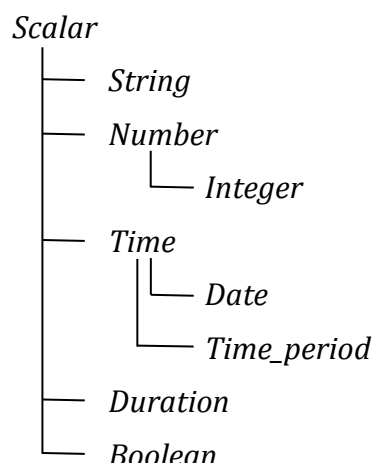 Scalar
String
Number
Integer
Time
Date
Time_period
Duration
Boolean